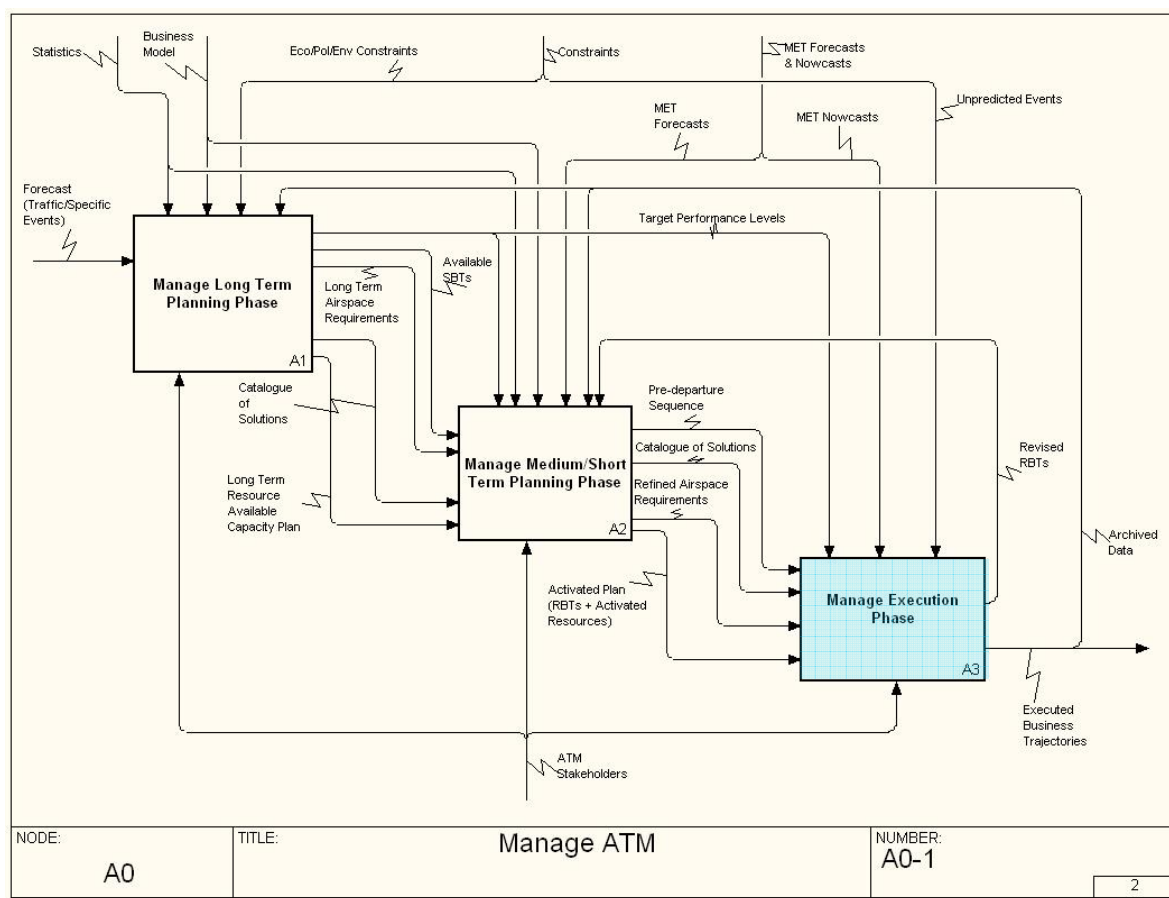 Statistics
Business
Model
Eco/Pol/Env Constraints
Constraints
MET Forecasts
& Nowcasts
MET
Forecasts
MET Nowcasts
Unpredicted Events
Forecast
(Traffic/Specific
Events)
Target Performance Levels
Manage Long Term
Planning Phase
A1
Long Term
Airspace
Requirements
Available
SBTs
Catalogue
of
Solutions
Long Term
Resource
Available
Capacity Plan
Manage Medium/Short
Term Planning Phase
A2
Pre-departure
Sequence
Catalogue of Solutions
Refined Airspace
Requirements
Revised
RBTs
Archived
Data
Activated Plan
(RBTs + Activated
Resources)
Manage Execution
Phase
A3
Executed
Business
Trajectories
ATM
Stakeholders
NODE:
A0
TITLE:
Manage ATM
NUMBER:
A0-1
2